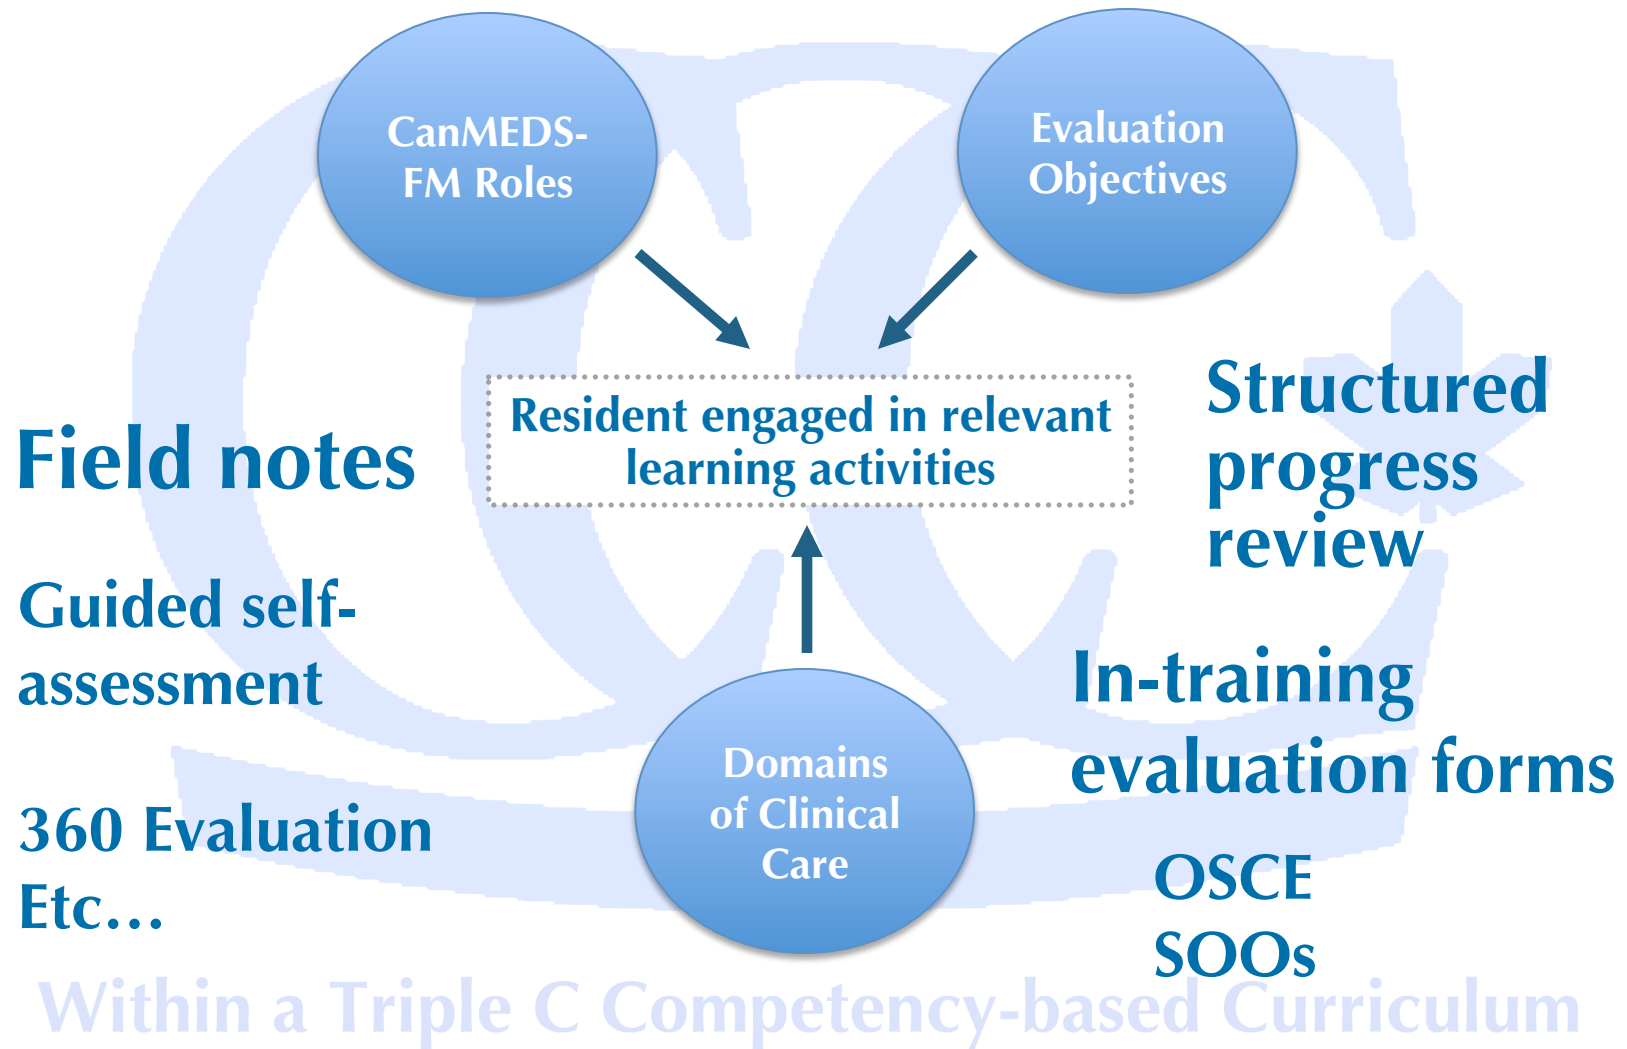 CanMEDS-
FM Roles
Evaluation
Objectives
Resident engaged in relevant
learning activities
Field notes
Structured
progress
review
Guided self-
assessment
In-training
evaluation forms
Domains
of Clinical
Care
360 Evaluation
Etc...
OSCE
SOOs
Within a Triple C Competency-based Curriculum